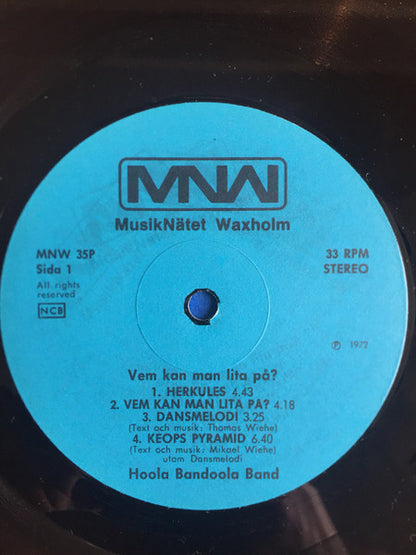 MNW
MusikNätet Waxholm
MNW 35P
33 RPM
Sida 1
STEREO
All rights
reserved
NCB
℗ 1972
Vem kan man lita på?
1. HERKULES 4.43
2. VEM KAN MAN LITA PÅ? 4.18
3. DANSMELODI 3.25
(Text och musik: Thomas Wiehe)
4. KEOPS PYRAMID 6.40
(Text och musik: Mikael Wiehe)
utom Dansmelodi
Hoola Bandoola Band